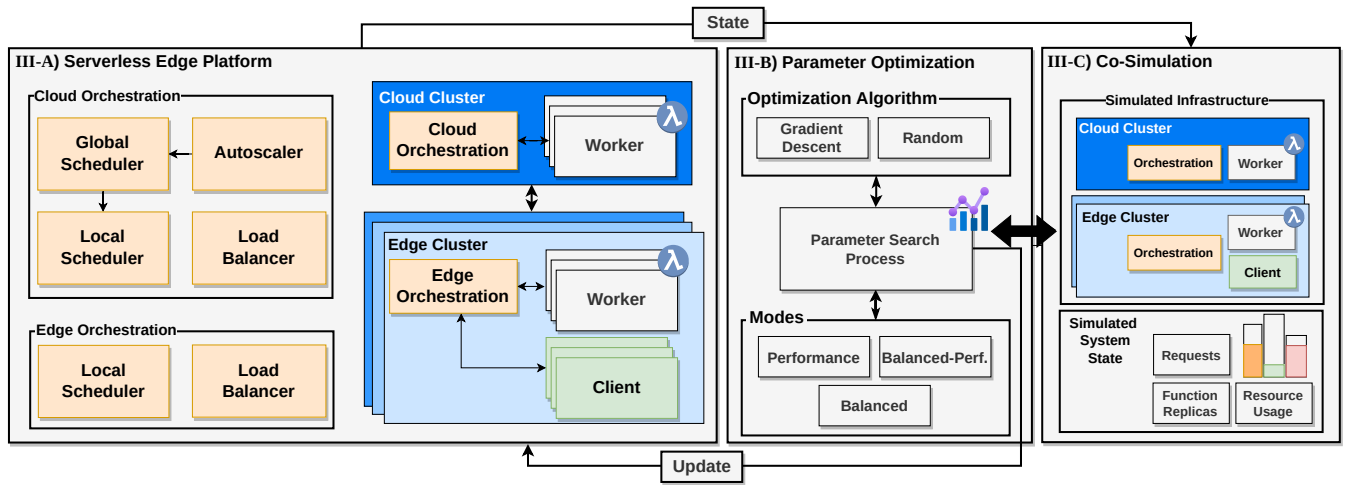 State
III-A) Serverless Edge Platform
Cloud Orchestration
Global
Scheduler
Autoscaler
Local
Scheduler
Load
Balancer
Edge Orchestration
Local
Scheduler
Load
Balancer
Cloud Cluster
Cloud
Orchestration
Worker
λ
Edge Cluster
Edge
Orchestration
Worker
λ
Client
III-B) Parameter Optimization
Optimization Algorithm
Gradient
Descent
Random
Parameter Search
Process
Modes
Performance
Balanced-Perf.
Balanced
III-C) Co-Simulation
Simulated Infrastructure
Cloud Cluster
Orchestration
Worker
λ
Edge Cluster
Orchestration
Worker
λ
Client
Simulated
System
State
Requests
Function
Replicas
Resource
Usage
Update